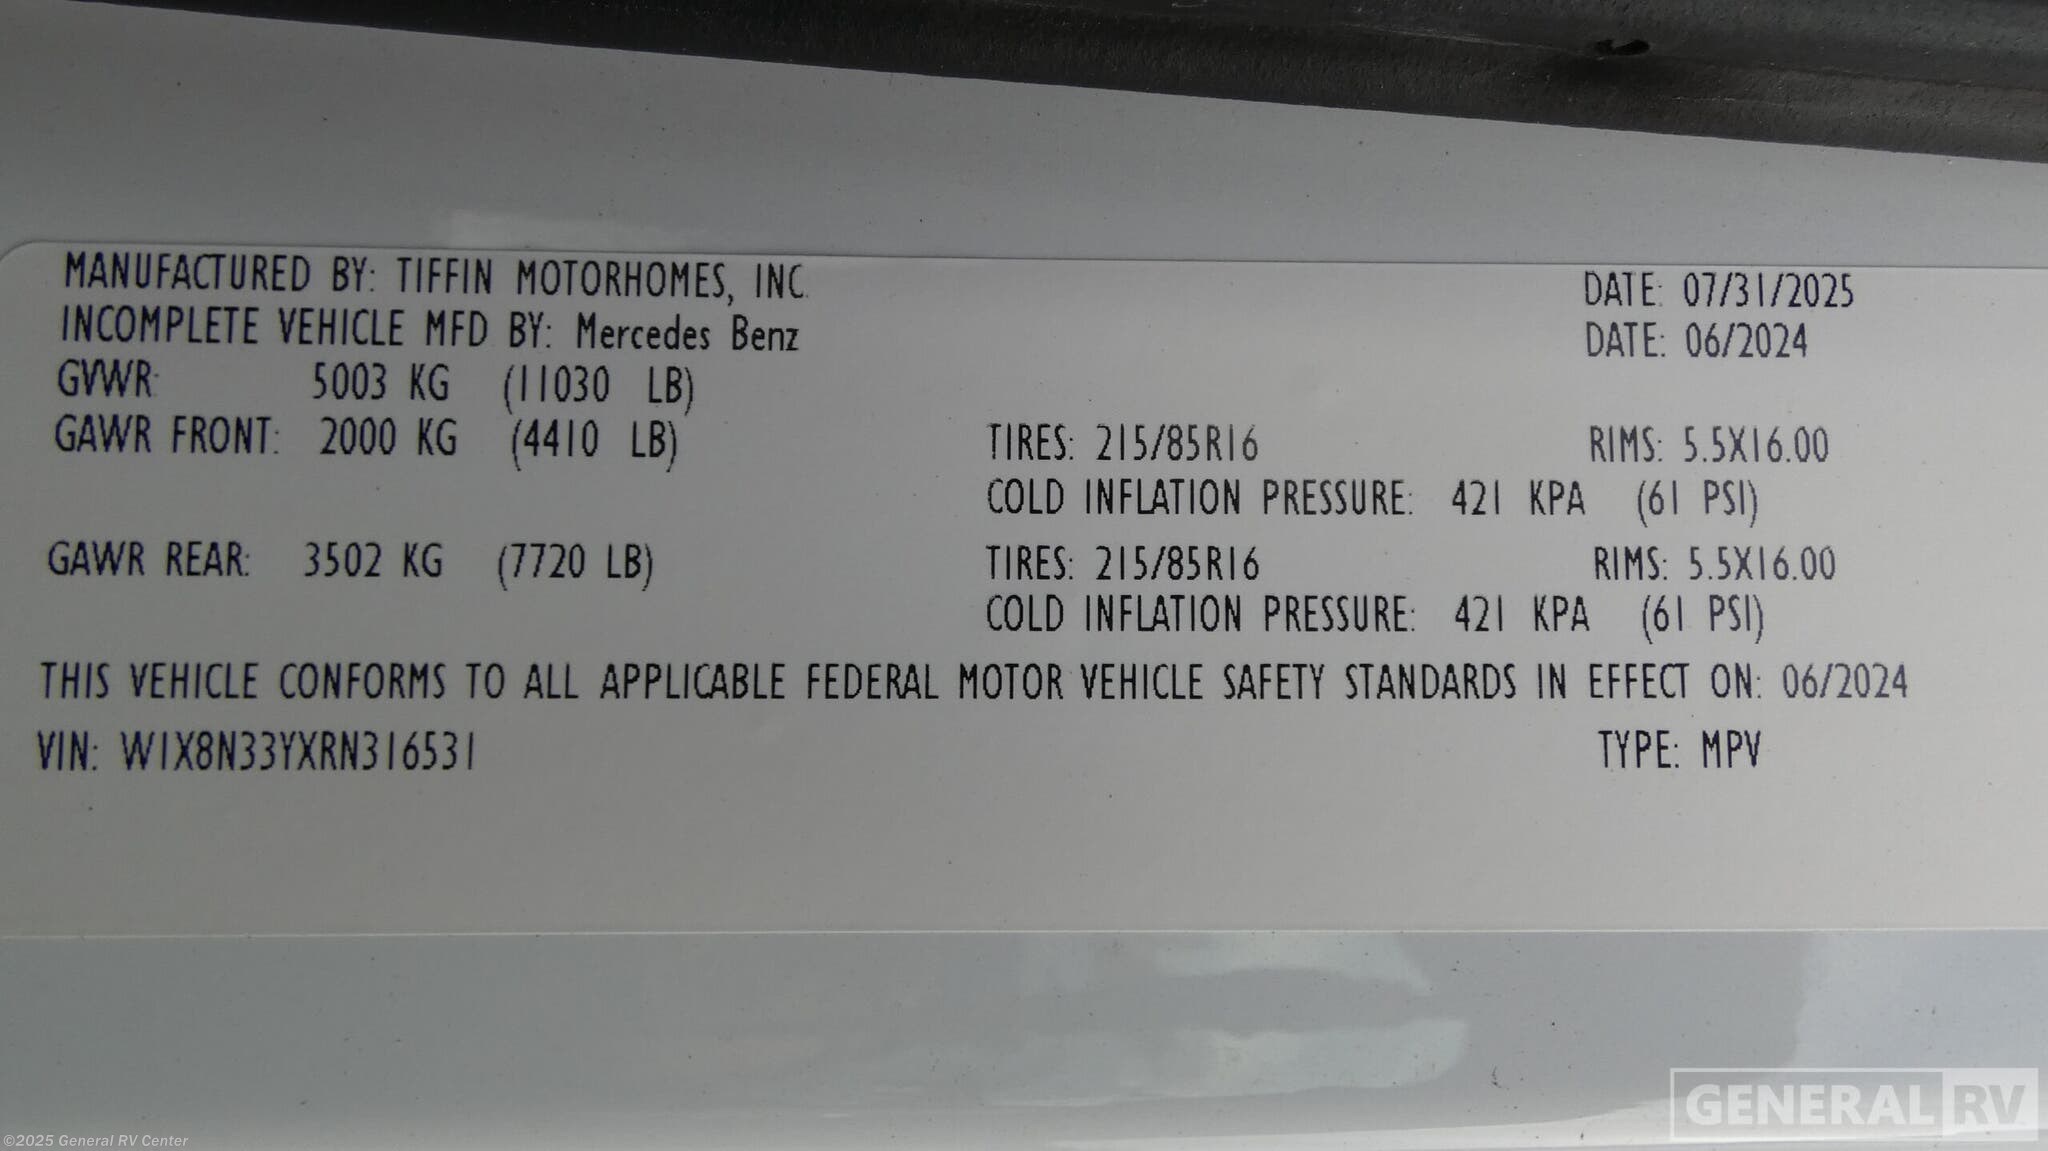 MANUFACTURED BY: TIFFIN MOTORHOMES, INC. DATE: 07/31/2025
INCOMPLETE VEHICLE MFD BY: Mercedes Benz DATE: 06/2024
GVWR: 5003 KG (11030 LB)
GAWR FRONT: 2000 KG (4410 LB) TIRES: 215/85R16 RIMS: 5.5X16.00
COLD INFLATION PRESSURE: 421 KPA (61 PSI)
GAWR REAR: 3502 KG (7720 LB) TIRES: 215/85R16 RIMS: 5.5X16.00
COLD INFLATION PRESSURE: 421 KPA (61 PSI)
THIS VEHICLE CONFORMS TO ALL APPLICABLE FEDERAL MOTOR VEHICLE SAFETY STANDARDS IN EFFECT ON: 06/2024
VIN: W1X8N33YXRN316531 TYPE: MPV
GENERAL RV
©2025 General RV Center